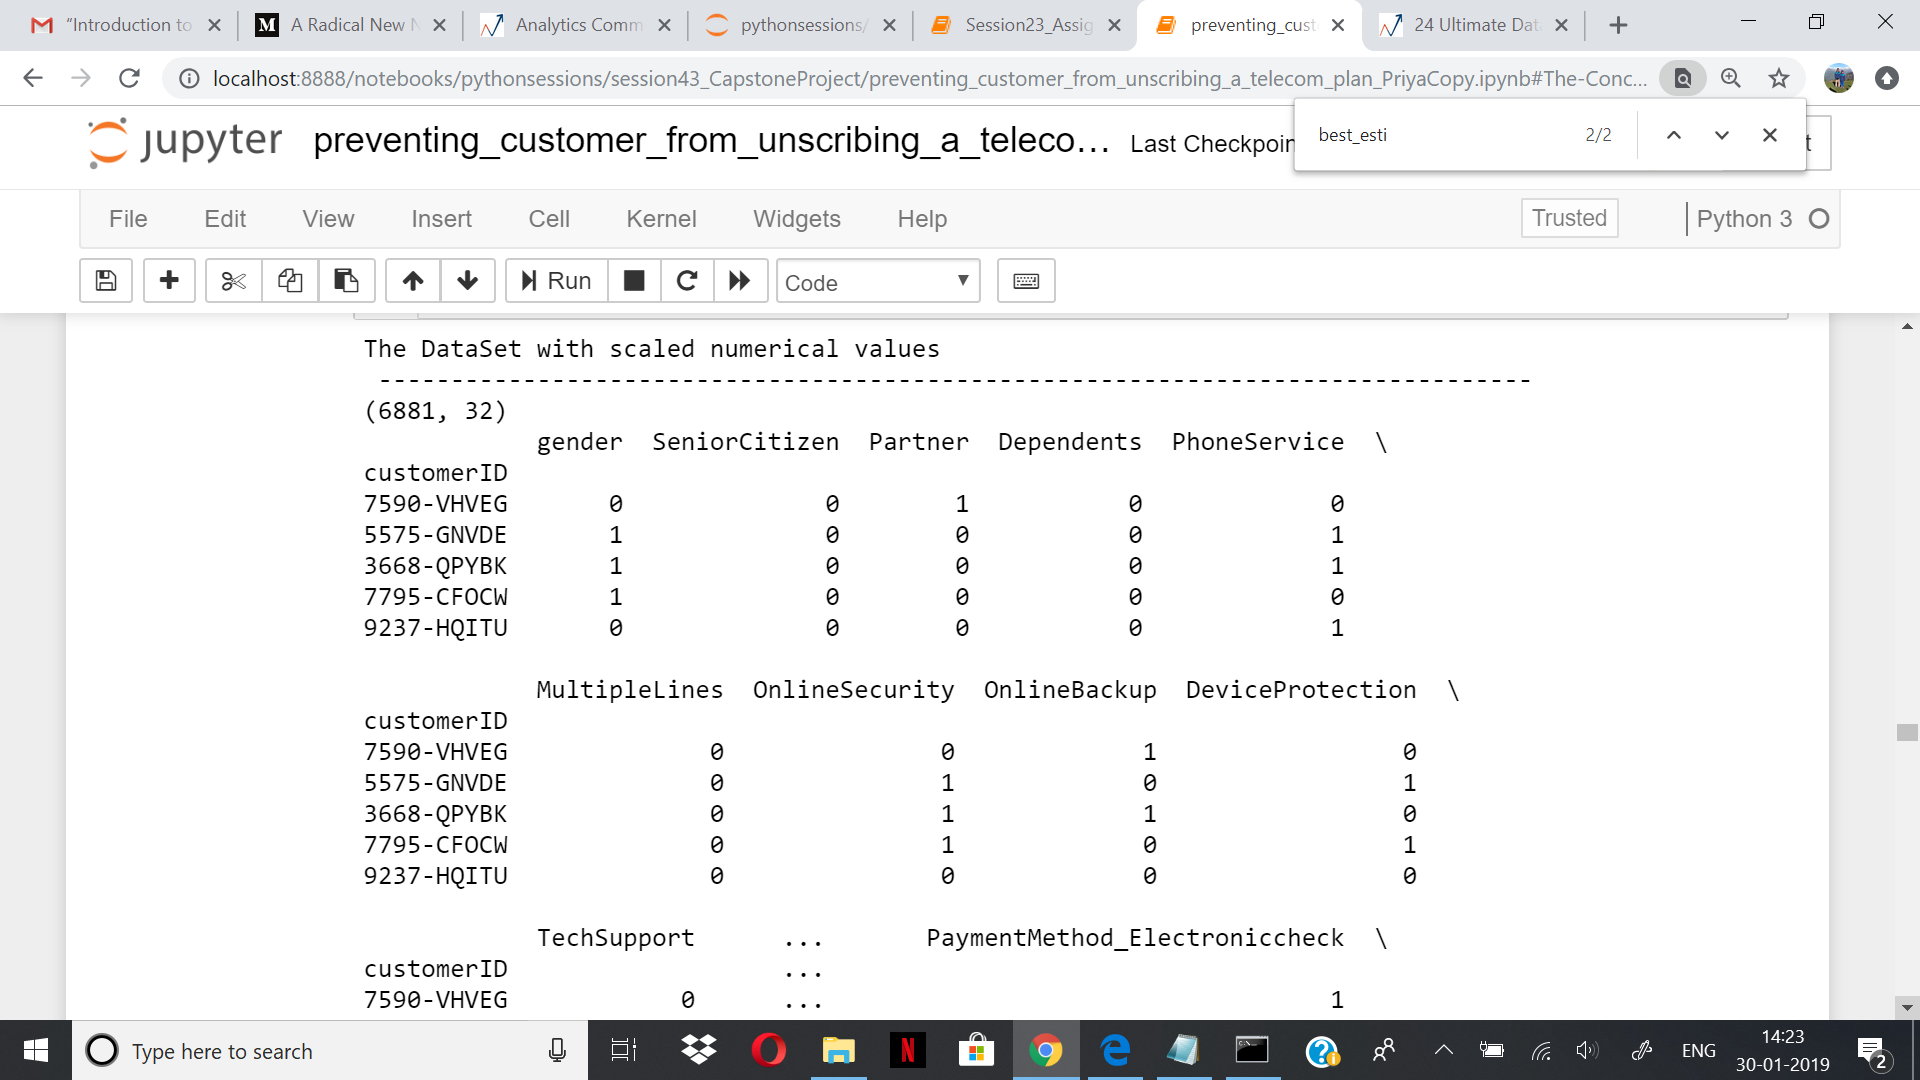 "Introduction to
M A Radical New N
Analytics Comm
pythonsessions/
Session23_Assig
preventing_cust
24 Ultimate Dat
localhost:8888/notebooks/pythonsessions/session43_CapstoneProject/preventing_customer_from_unscribing_a_telecom_plan_PriyaCopy.ipynb#The-Conc...
best_esti 2/2
jupyter preventing_customer_from_unscribing_a_teleco... Last Checkpoin t
File Edit View Insert Cell Kernel Widgets Help Trusted Python 3
Run Code
The DataSet with scaled numerical values
--------------------------------------------------------------------------------
(6881, 32)
gender SeniorCitizen Partner Dependents PhoneService \
customerID
7590-VHVEG 0 0 1 0 0
5575-GNVDE 1 0 0 0 1
3668-QPYBK 1 0 0 0 1
7795-CFOCW 1 0 0 0 0
9237-HQITU 0 0 0 0 1
MultipleLines OnlineSecurity OnlineBackup DeviceProtection \
customerID
7590-VHVEG 0 0 1 0
5575-GNVDE 0 1 0 1
3668-QPYBK 0 1 1 0
7795-CFOCW 0 1 0 1
9237-HQITU 0 0 0 0
TechSupport ... PaymentMethod_Electroniccheck \
customerID ...
7590-VHVEG 0 ... 1
Type here to search
N
ENG
14:23
30-01-2019
2